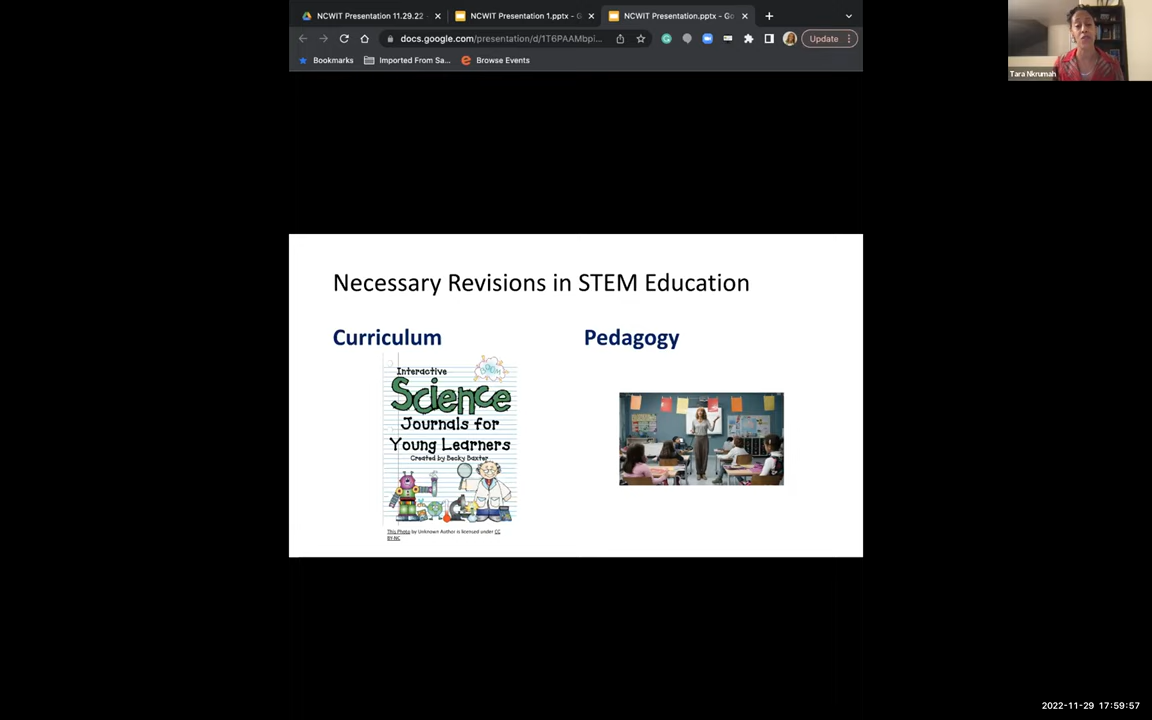 NCWIT Presentation 11.29.22
NCWIT Presentation 1.pptx - G
NCWIT Presentation.pptx - Go
docs.google.com/presentation/d/1T6PAAMbpi...
Update
Bookmarks
Imported From Sa...
Browse Events
Tara Nkrumah
Necessary Revisions in STEM Education
Curriculum
Pedagogy
Interactive
Science
Journals for
Young Learners
Created by Becky Baxter
This Photo by Unknown Author is licensed under CC
BY-NC
2022-11-29 17:59:57